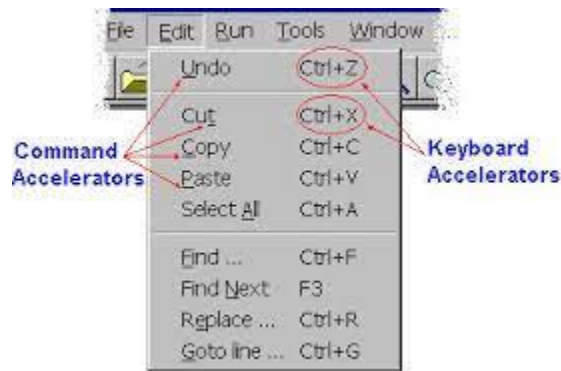 File Edit Run Tools Window
Undo Ctrl+Z
Cut Ctrl+X
Copy Ctrl+C
Paste Ctrl+V
Select All Ctrl+A
Find ... Ctrl+F
Find Next F3
Replace ... Ctrl+R
Goto line ... Ctrl+G
Command
Accelerators
Keyboard
Accelerators